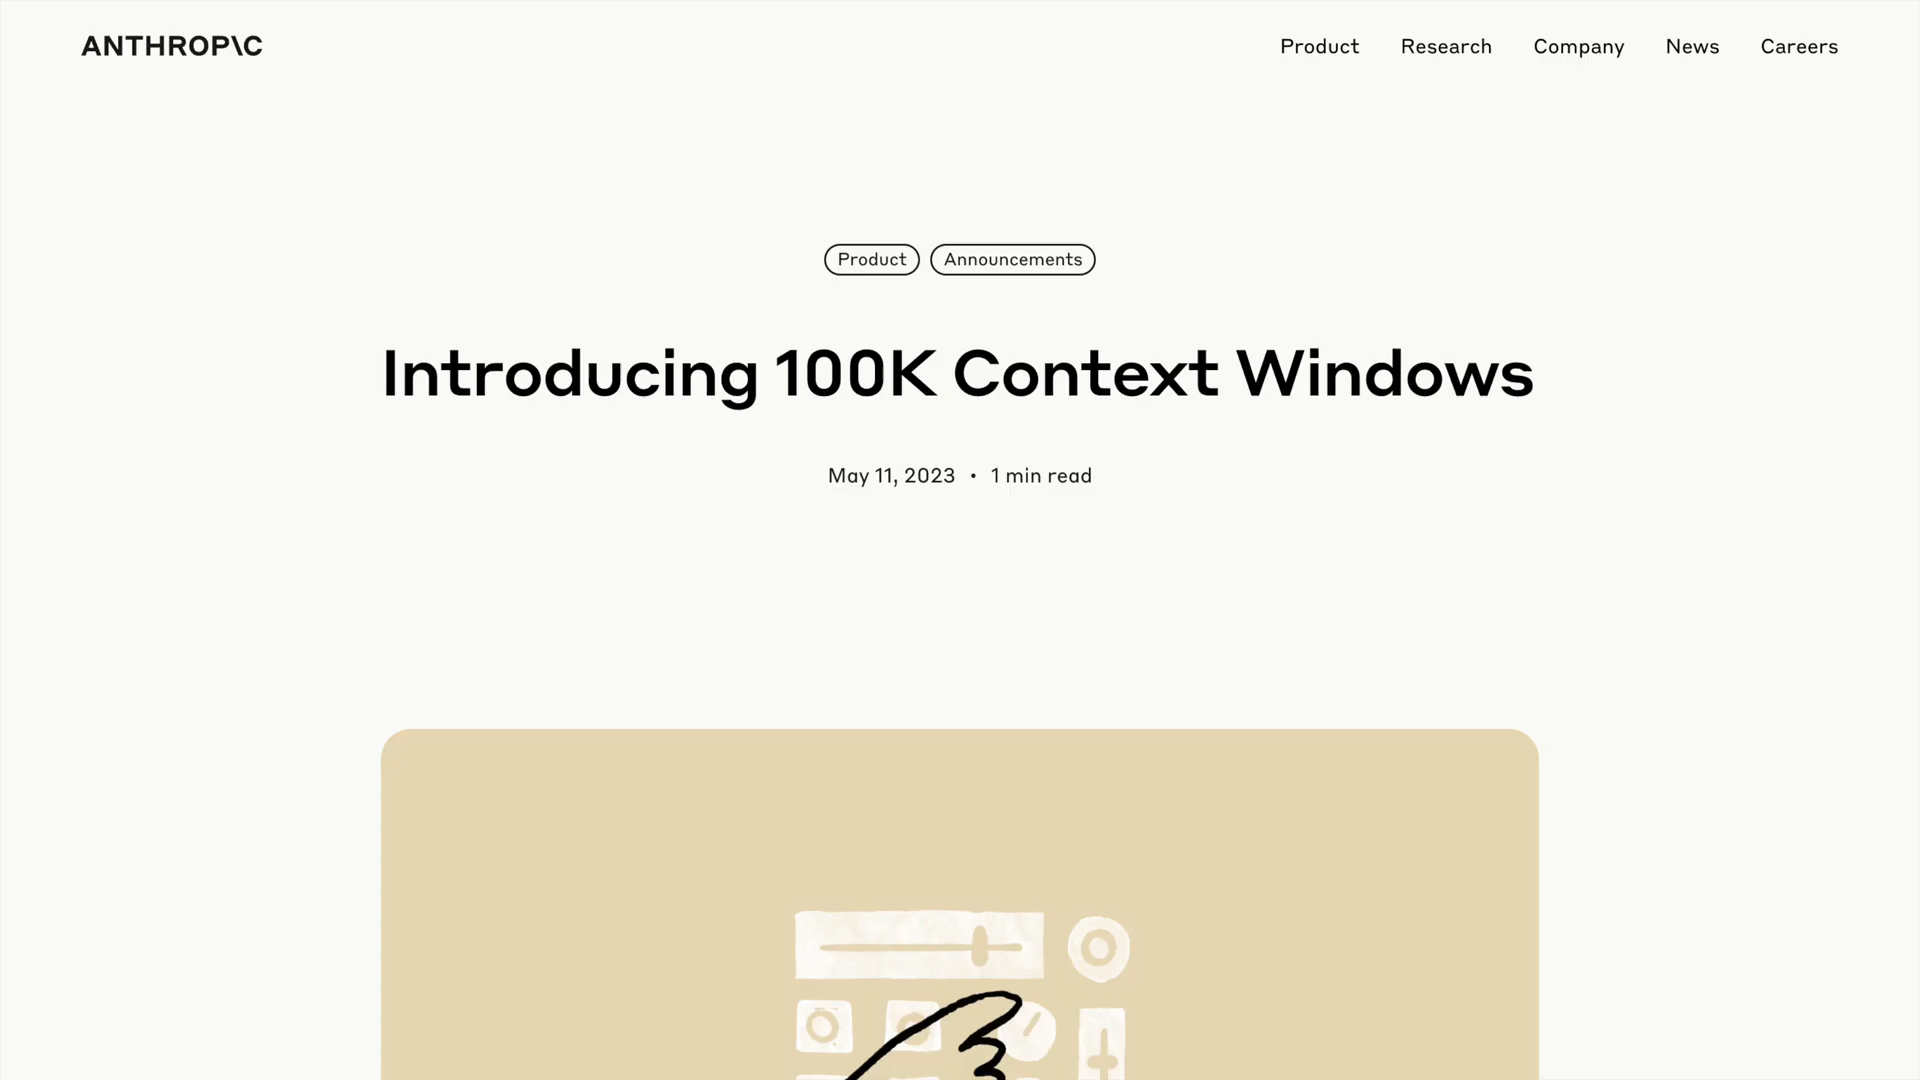 ANTHROP\C
Product Research Company News Careers
Product Announcements
Introducing 100K Context Windows
May 11, 2023 • 1 min read